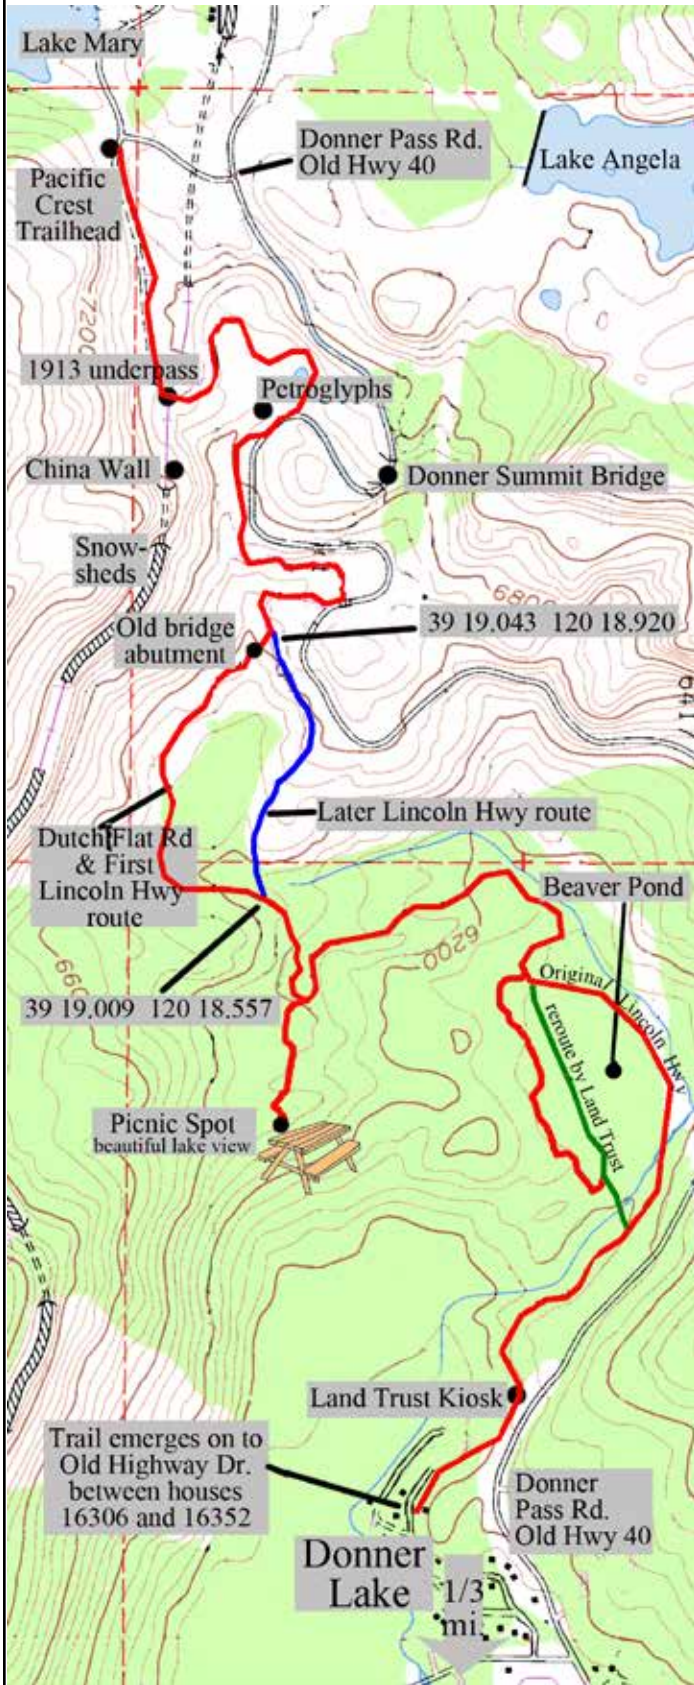 Lake Mary
Donner Pass Rd.
Old Hwy 40
Lake Angela
Pacific
Crest
Trailhead
7200
1913 underpass
Petroglyphs
China Wall
Donner Summit Bridge
Snow-
sheds
6800
39 19.043 120 18.920
Old bridge
abutment
6417
Later Lincoln Hwy route
Dutch Flat Rd
& First
Lincoln Hwy
route
Beaver Pond
6200
Original Lincoln Hwy
39 19.009 120 18.557
reroute by Land Trust
Picnic Spot
beautiful lake view
Land Trust Kiosk
Trail emerges on to
Old Highway Dr.
between houses
16306 and 16352
Donner
Pass Rd.
Old Hwy 40
Donner
Lake
1/3
mi.